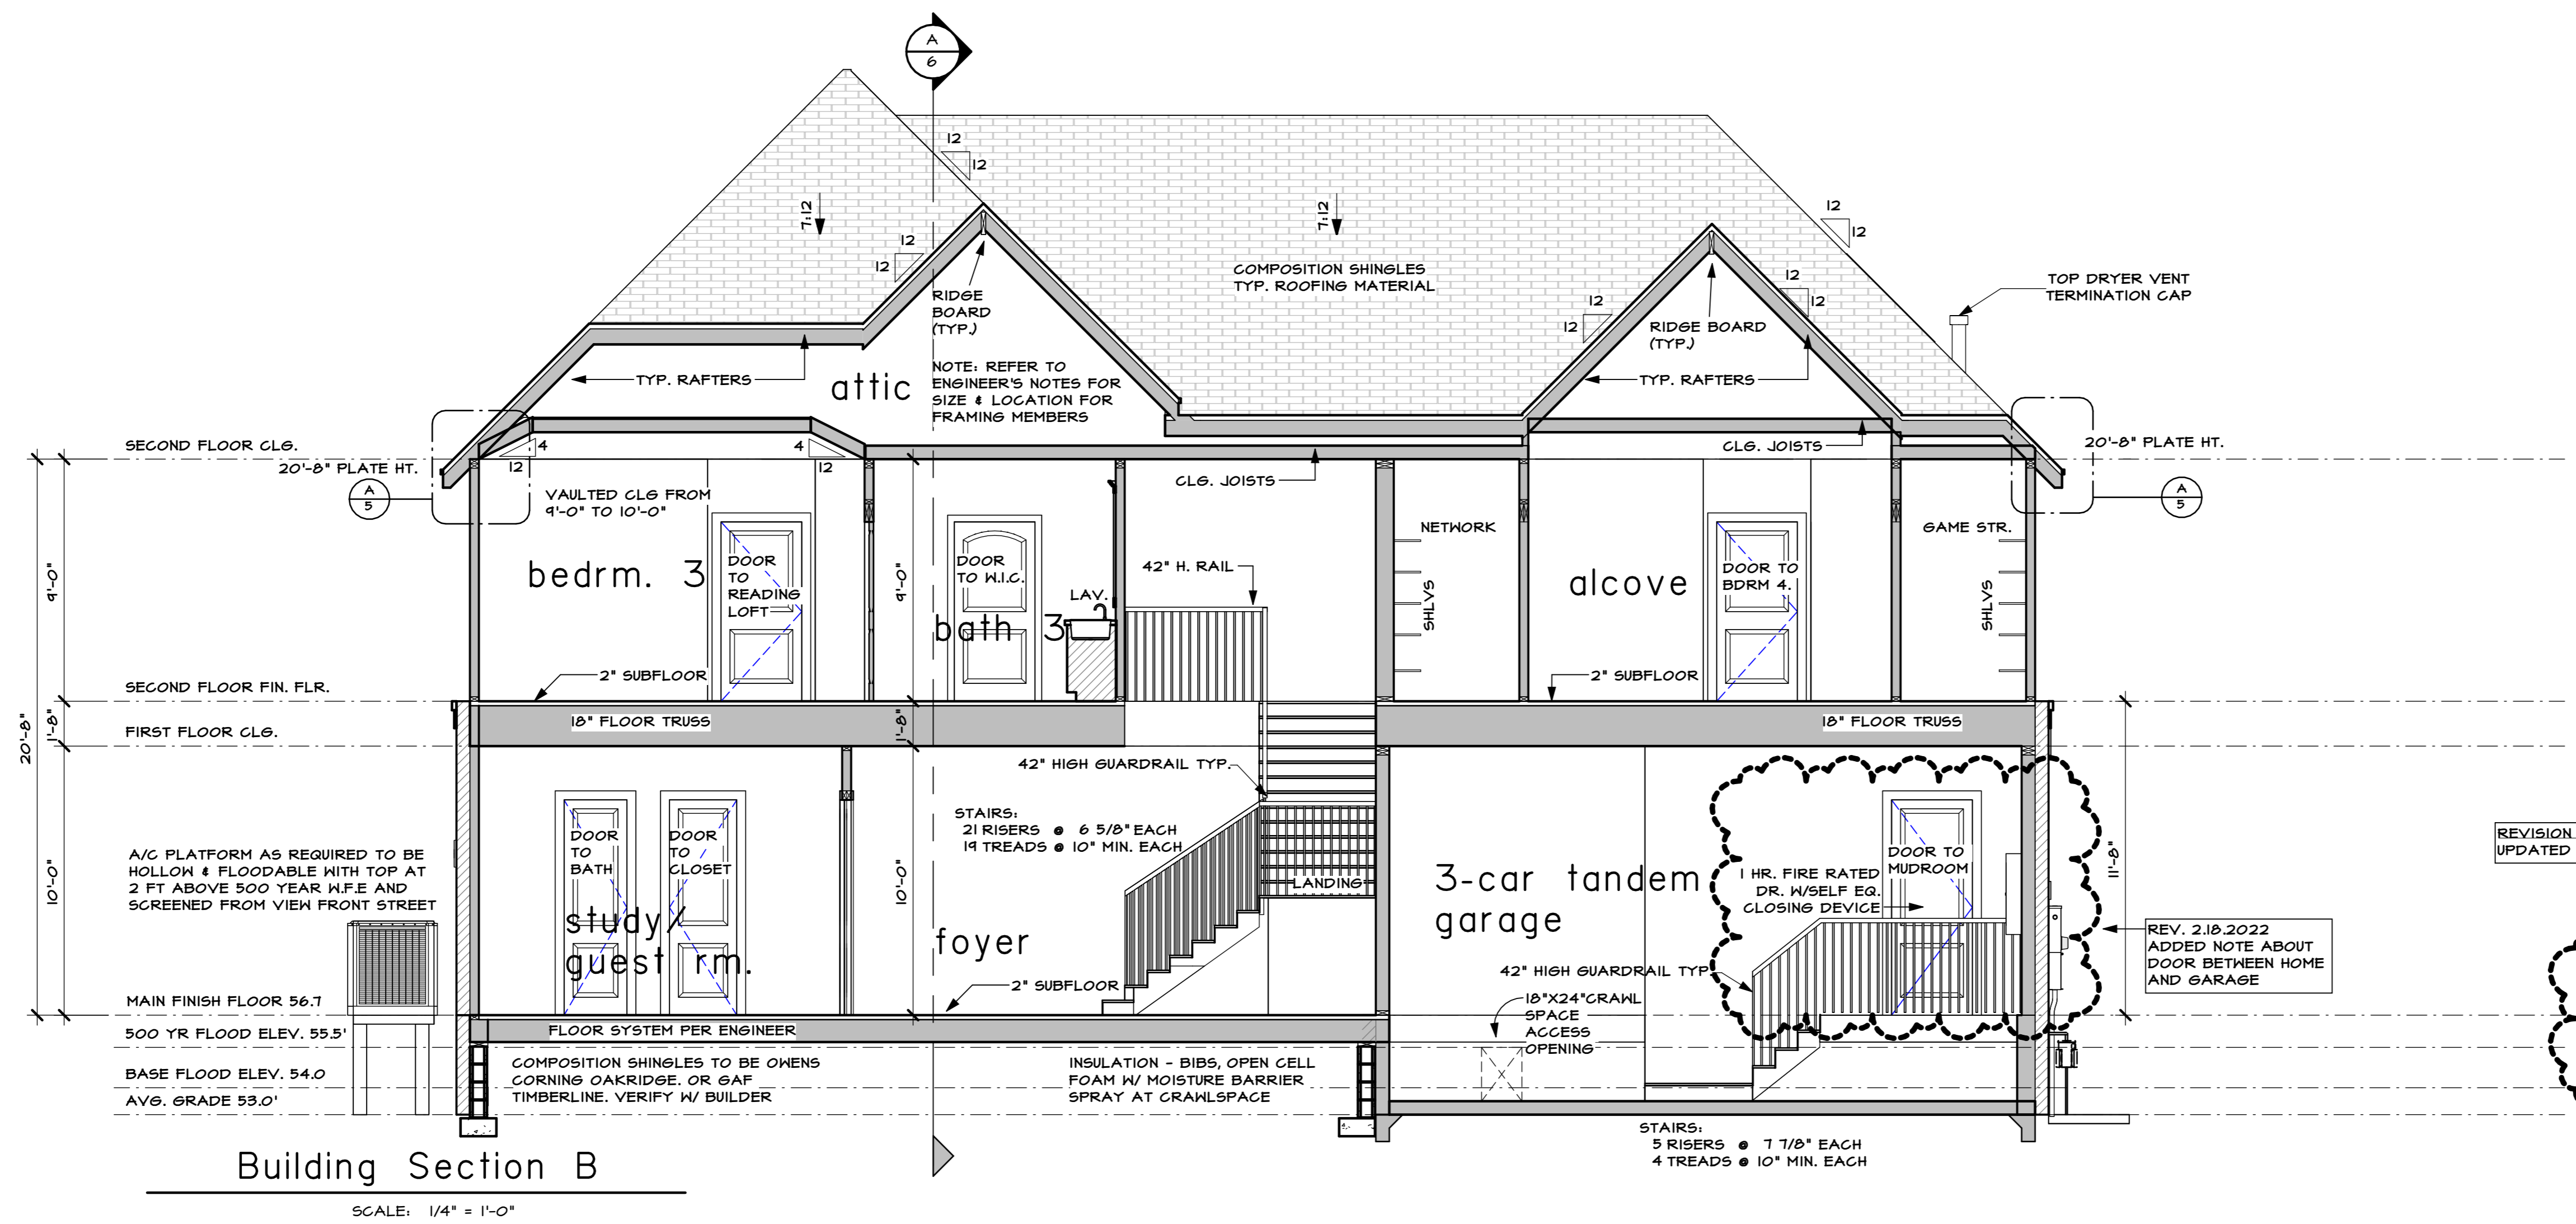 A
6
12
12
7:12
7:12
12
12
12
12
COMPOSITION SHINGLES
TYP. ROOFING MATERIAL
TOP DRYER VENT
TERMINATION CAP
RIDGE
BOARD
(TYP.)
12
12
12
12
RIDGE BOARD
(TYP.)
TYP. RAFTERS
attic
NOTE: REFER TO
ENGINEER'S NOTES FOR
SIZE & LOCATION FOR
FRAMING MEMBERS
TYP. RAFTERS
SECOND FLOOR CLG.
20'-8" PLATE HT.
4
12
4
12
CLG. JOISTS
CLG. JOISTS
20'-8" PLATE HT.
A
5
A
5
VAULTED CLG FROM
9'-0" TO 10'-0"
NETWORK
GAME STR.
9'-0"
bedrm. 3
DOOR
TO
READING
LOFT
9'-0"
DOOR
TO W.I.C.
LAV.
bath 3
42" H. RAIL
SHLVS
alcove
DOOR TO
BDRM 4.
SHLVS
2" SUBFLOOR
2" SUBFLOOR
SECOND FLOOR FIN. FLR.
20'-8"
1'-8"
18" FLOOR TRUSS
1'-8"
18" FLOOR TRUSS
FIRST FLOOR CLG.
42" HIGH GUARDRAIL TYP.
STAIRS:
21 RISERS @ 6 5/8" EACH
19 TREADS @ 10" MIN. EACH
A/C PLATFORM AS REQUIRED TO BE
HOLLOW & FLOODABLE WITH TOP AT
2 FT ABOVE 500 YEAR W.F.E AND
SCREENED FROM VIEW FRONT STREET
10'-0"
DOOR
TO
BATH
DOOR
TO
CLOSET
study/
guest rm.
10'-0"
foyer
LANDING
3-car tandem
garage
1 HR. FIRE RATED
DR. W/SELF EQ.
CLOSING DEVICE
DOOR TO
MUDROOM
11'-8"
REVISION
UPDATED
REV. 2.18.2022
ADDED NOTE ABOUT
DOOR BETWEEN HOME
AND GARAGE
42" HIGH GUARDRAIL TYP.
2" SUBFLOOR
18"X24"CRAWL
SPACE
ACCESS
OPENING
MAIN FINISH FLOOR 56.7
500 YR FLOOD ELEV. 55.5'
FLOOR SYSTEM PER ENGINEER
BASE FLOOD ELEV. 54.0
AVG. GRADE 53.0'
COMPOSITION SHINGLES TO BE OWENS
CORNING OAKRIDGE. OR GAF
TIMBERLINE. VERIFY W/ BUILDER
INSULATION - BIBS, OPEN CELL
FOAM W/ MOISTURE BARRIER
SPRAY AT CRAWLSPACE
STAIRS:
5 RISERS @ 7 7/8" EACH
4 TREADS @ 10" MIN. EACH
Building Section B
SCALE: 1/4" = 1'-0"